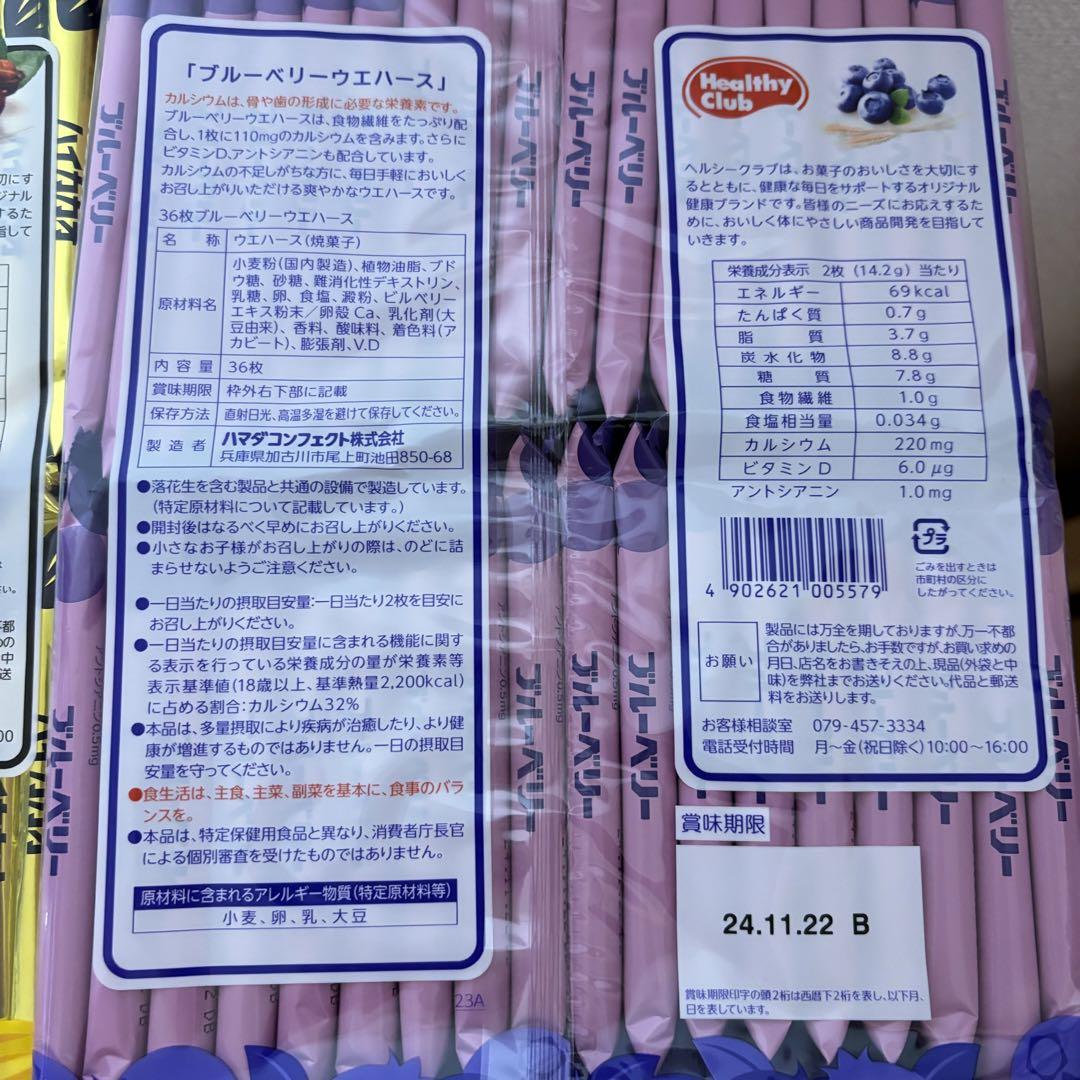 「ブルーベリーウエハース」
カルシウムは、骨や歯の形成に必要な栄養素です。
ブルーベリーウエハースは、食物繊維をたっぷり配
合し、1枚に110mgのカルシウムを含みます。さらに
ビタミンD、アントシアニンも配合しています。
カルシウムの不足しがちな方に、毎日手軽においしく
お召し上がりいただける爽やかなウエハースです。
36枚ブルーベリーウエハース
名 称 ウエハース(焼菓子)
原材料名
小麦粉(国内製造)、植物油脂、ブド
ウ糖、砂糖、難消化性デキストリン、
乳糖、卵、食塩、澱粉、ビルベリー
エキス粉末／卵殻Ca、乳化剤(大
豆由来)、香料、酸味料、着色料(ア
カビート)、膨張剤、V.D
内容量 36枚
賞味期限 枠外右下部に記載
保存方法 直射日光、高温多湿を避けて保存してください。
製造者 ハマダコンフェクト株式会社
兵庫県加古川市尾上町池田850-68
●落花生を含む製品と共通の設備で製造しています。
(特定原材料について記載しています。)
●開封後はなるべく早めにお召し上がりください。
●小さなお子様がお召し上がりの際は、のどに詰
まらせないようご注意ください。
●一日当たりの摂取目安量:一日当たり2枚を目安に
お召し上がりください。
●一日当たりの摂取目安量に含まれる機能に関す
る表示を行っている栄養成分の量が栄養素等
表示基準値(18歳以上、基準熱量2,200kcal)
に占める割合:カルシウム32%
●本品は、多量摂取により疾病が治癒したり、より健
康が増進するものではありません。一日の摂取目
安量を守ってください。
●食生活は、主食、主菜、副菜を基本に、食事のバラ
ンスを。
●本品は、特定保健用食品と異なり、消費者庁長官
による個別審査を受けたものではありません。
原材料に含まれるアレルギー物質(特定原材料等)
小麦、卵、乳、大豆
23A
Healthy
Club
ヘルシークラブは、お菓子のおいしさを大切にす
るとともに、健康な毎日をサポートするオリジナル
健康ブランドです。皆様のニーズにお応えするた
めに、おいしく体にやさしい商品開発を目指して
いきます。
栄養成分表示 2枚(14.2g)当たり
エネルギー 69kcal
たんぱく質 0.7g
脂 質 3.7g
炭水化物 8.8g
糖 質 7.8g
食物繊維 1.0g
食塩相当量 0.034g
カルシウム 220mg
ビタミンD 6.0μg
アントシアニン 1.0mg
4 902621 005579
プラ
ごみを出すときは
市町村の区分に
したがってください。
お願い
製品には万全を期しておりますが、万一不都
合がありましたら、お手数ですが、お買い求めの
月日、店名をお書きそえの上、現品(外袋と中
味)を弊社までお送りください。代品と郵送
料をお送りします。
お客様相談室 079-457-3334
電話受付時間 月～金(祝日除く)10:00～16:00
賞味期限
24.11.22 B
賞味期限印字の頭2桁は西暦下2桁を表し、以下月、
日を表しています。
ブルーベリー
ブルーベリー
ブルーベリー
ブルーベリー
ブルーベリー
ブルーベリー
ブルーベリー
ブルーベリー
ブルーベリー